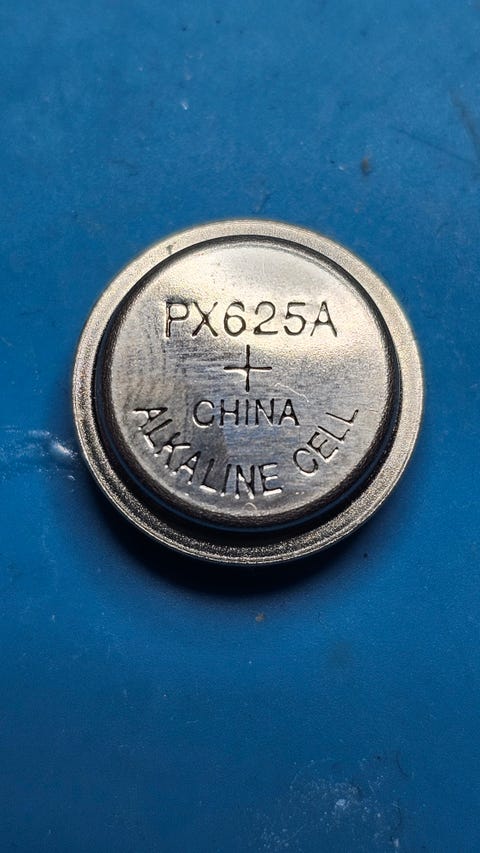 PX625A
+
CHINA
ALKALINE CELL